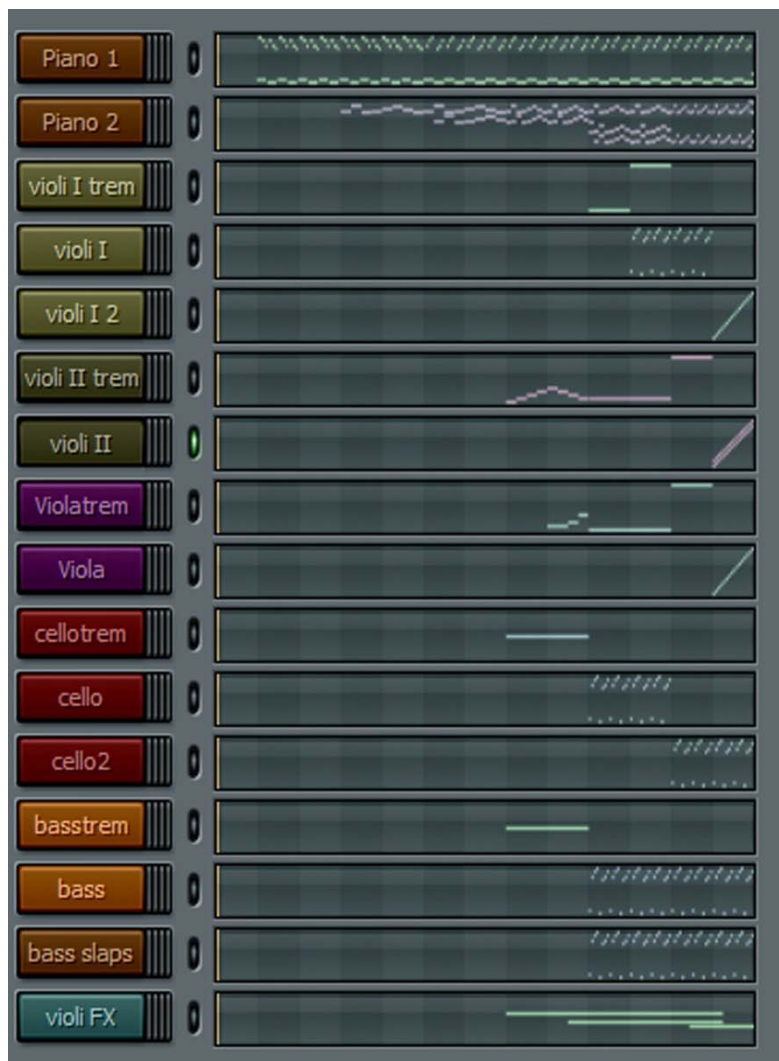 Piano 1
Piano 2
violi I trem
violi I
violi I 2
violi II trem
violi II
Violatrem
Viola
cellotrem
cello
cello2
basstrem
bass
bass slaps
violi FX